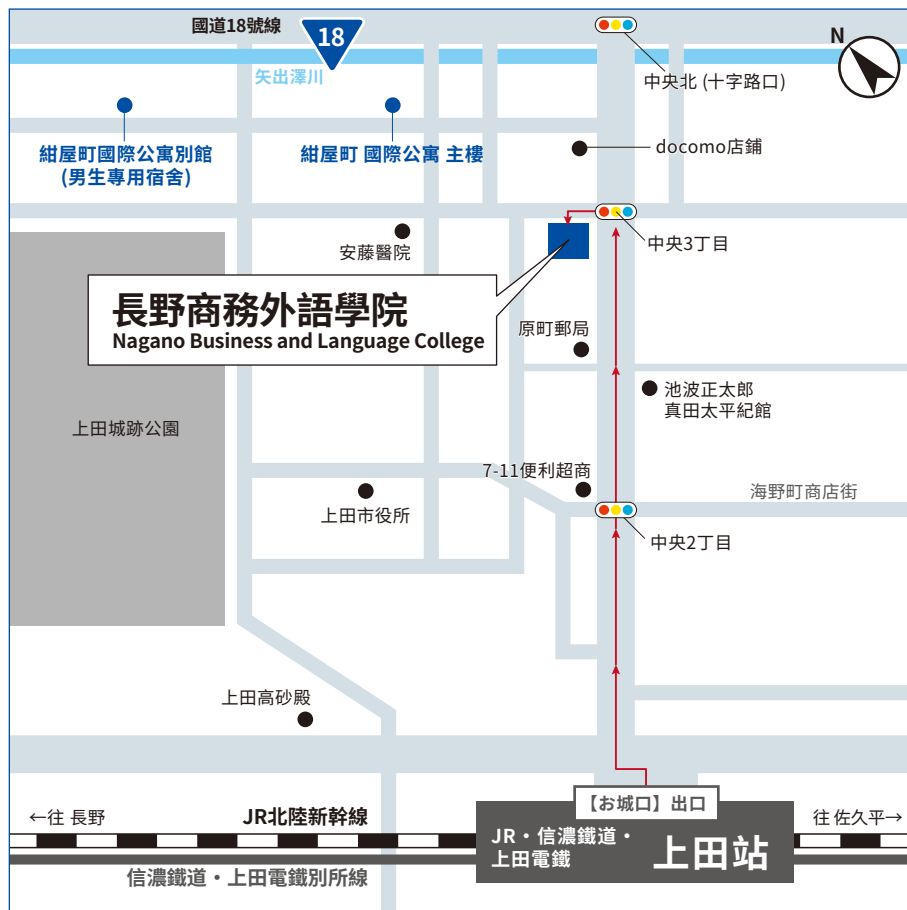 國道18號線
18
N
矢出澤川
中央北 (十字路口)
紺屋町國際公寓別館
(男生專用宿舍)
紺屋町 國際公寓 主樓
docomo店鋪
安藤醫院
中央3丁目
長野商務外語學院
Nagano Business and Language College
原町郵局
池波正太郎
真田太平紀館
上田城跡公園
7-11便利超商
海野町商店街
上田市役所
中央2丁目
上田高砂殿
【お城口】出口
←往 長野
JR北陸新幹線
往 佐久平→
JR・信濃鐵道・
上田電鐵
上田站
信濃鐵道・上田電鐵別所線